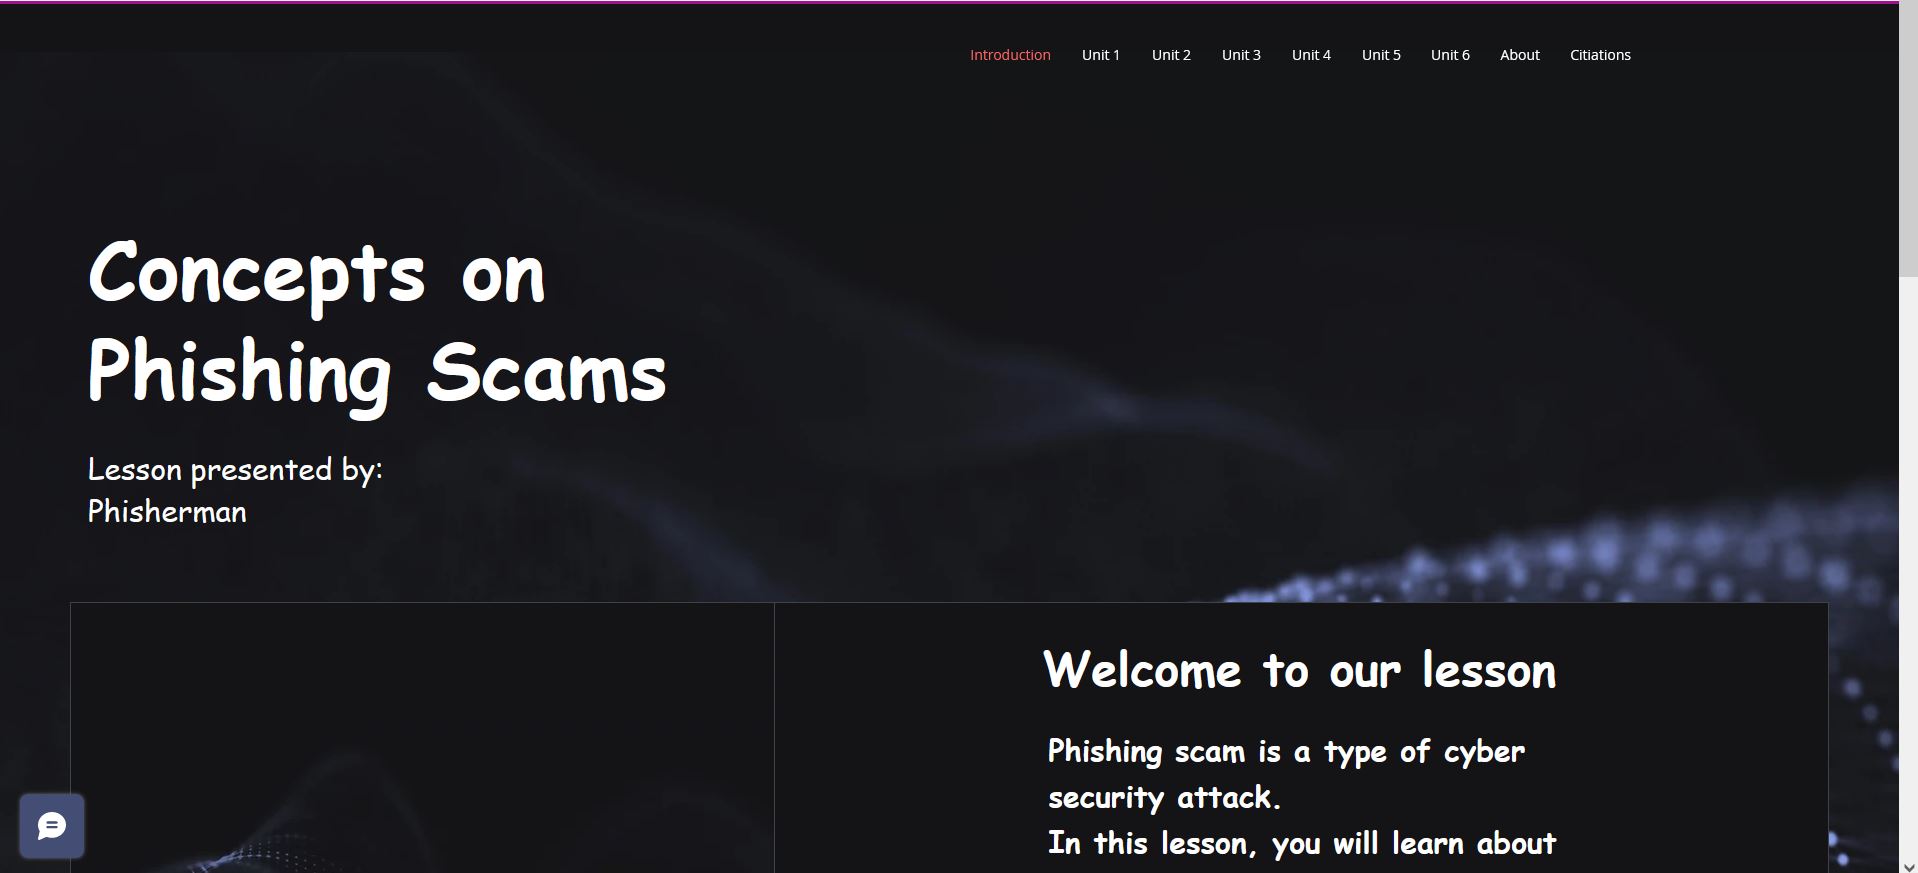 Introduction Unit 1 Unit 2 Unit 3 Unit 4 Unit 5 Unit 6 About Citiations
Concepts on
Phishing Scams
Lesson presented by:
Phisherman
Welcome to our lesson
Phishing scam is a type of cyber
security attack.
In this lesson, you will learn about